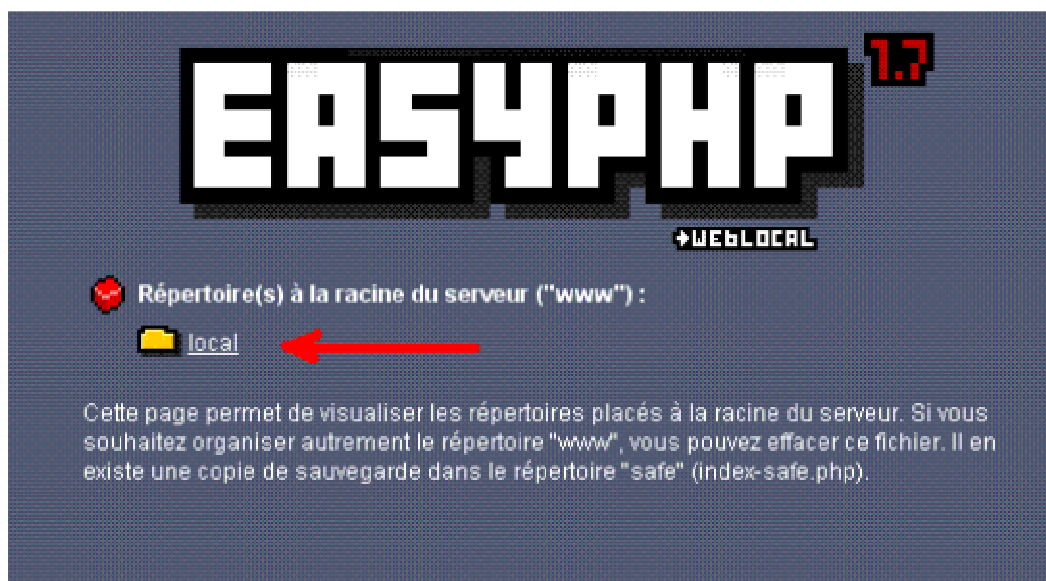 EASYPHP
1.7
WEBLOCAL
Répertoire(s) à la racine du serveur ("www") :
local
Cette page permet de visualiser les répertoires placés à la racine du serveur. Si vous
souhaitez organiser autrement le répertoire "www", vous pouvez effacer ce fichier. Il en
existe une copie de sauvegarde dans le répertoire "safe" (index-safe.php).